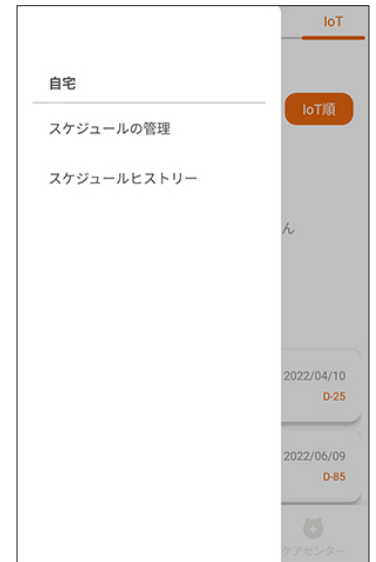 IoT
自宅
IoT順
スケジュールの管理
スケジュールヒストリー
ん
2022/04/10
D-25
2022/06/09
D-85
ケアセンター